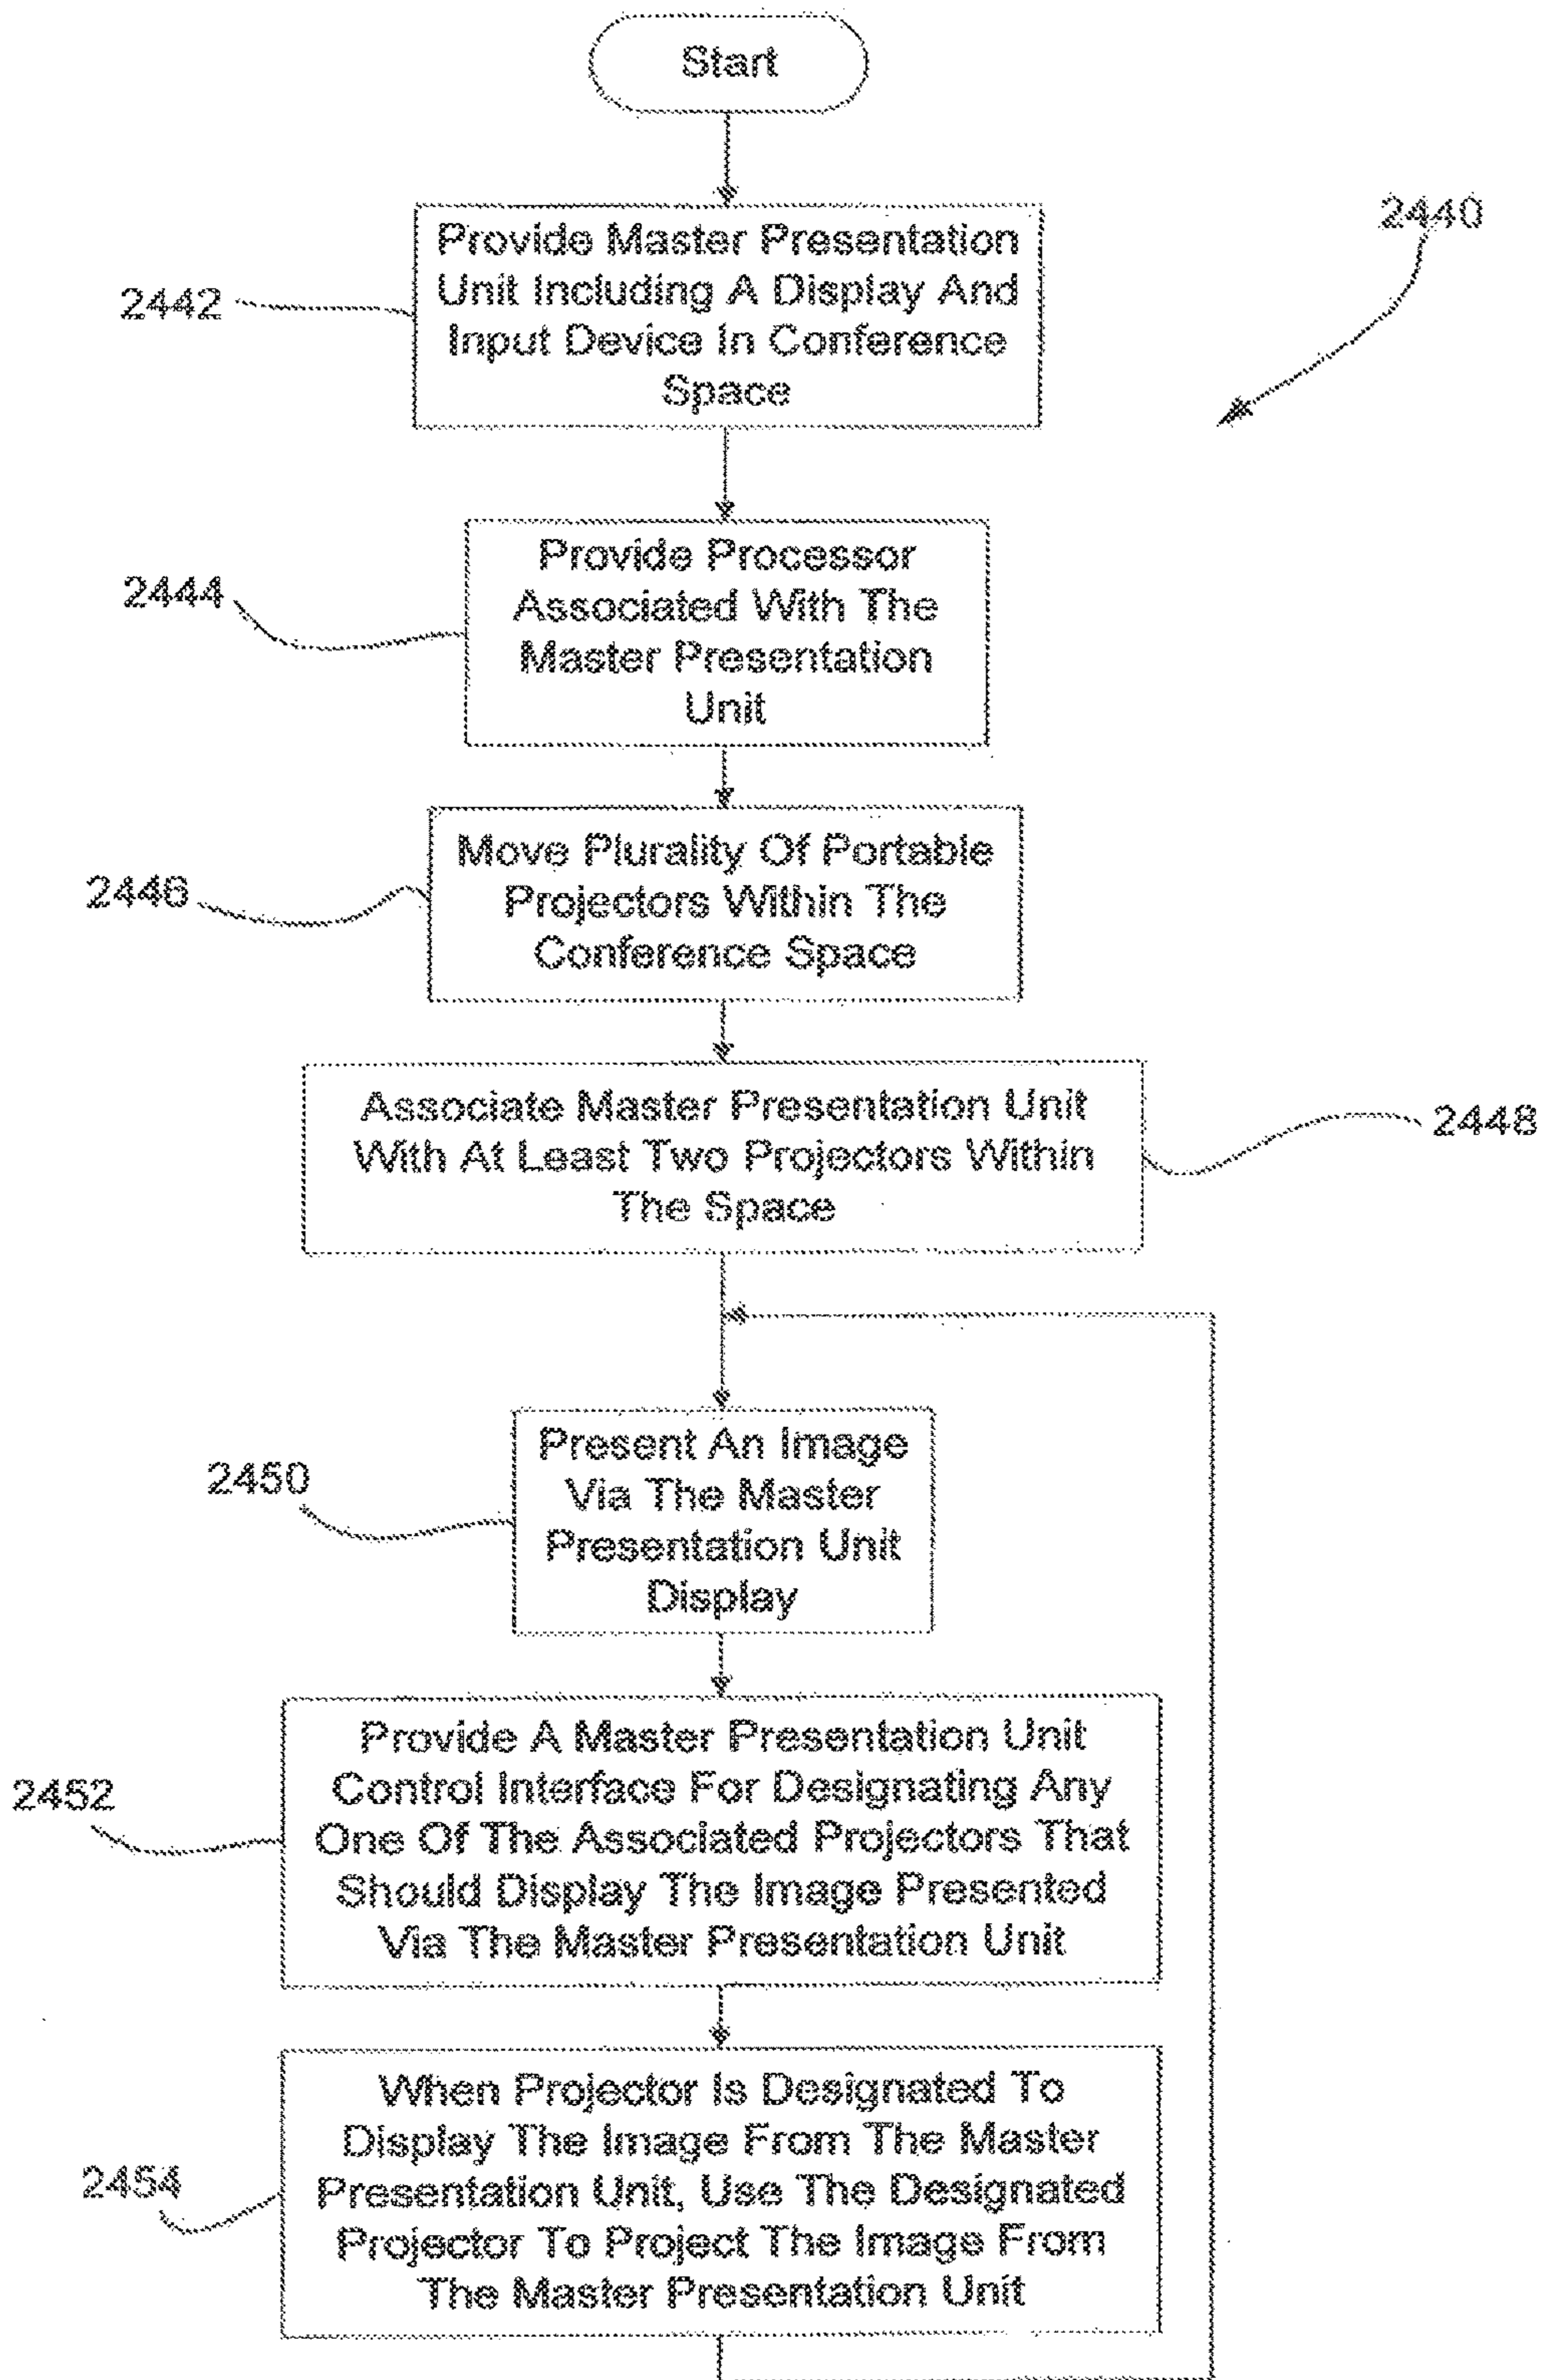 Start
2440
Provide Master Presentation
Unit Including A Display And
Input Device In Conference
Space
2442
Provide Processor
Associated With The
Master Presentation
Unit
2444
Move Plurality Of Portable
Projectors Within The
Conference Space
2446
Associate Master Presentation Unit
With At Least Two Projectors Within
The Space
2448
Present An Image
Via The Master
Presentation Unit
Display
2450
Provide A Master Presentation Unit
Control Interface For Designating Any
One Of The Associated Projectors That
Should Display The Image Presented
Via The Master Presentation Unit
2452
When Projector Is Designated To
Display The Image From The Master
Presentation Unit, Use The Designated
Projector To Project The Image From
The Master Presentation Unit
2454